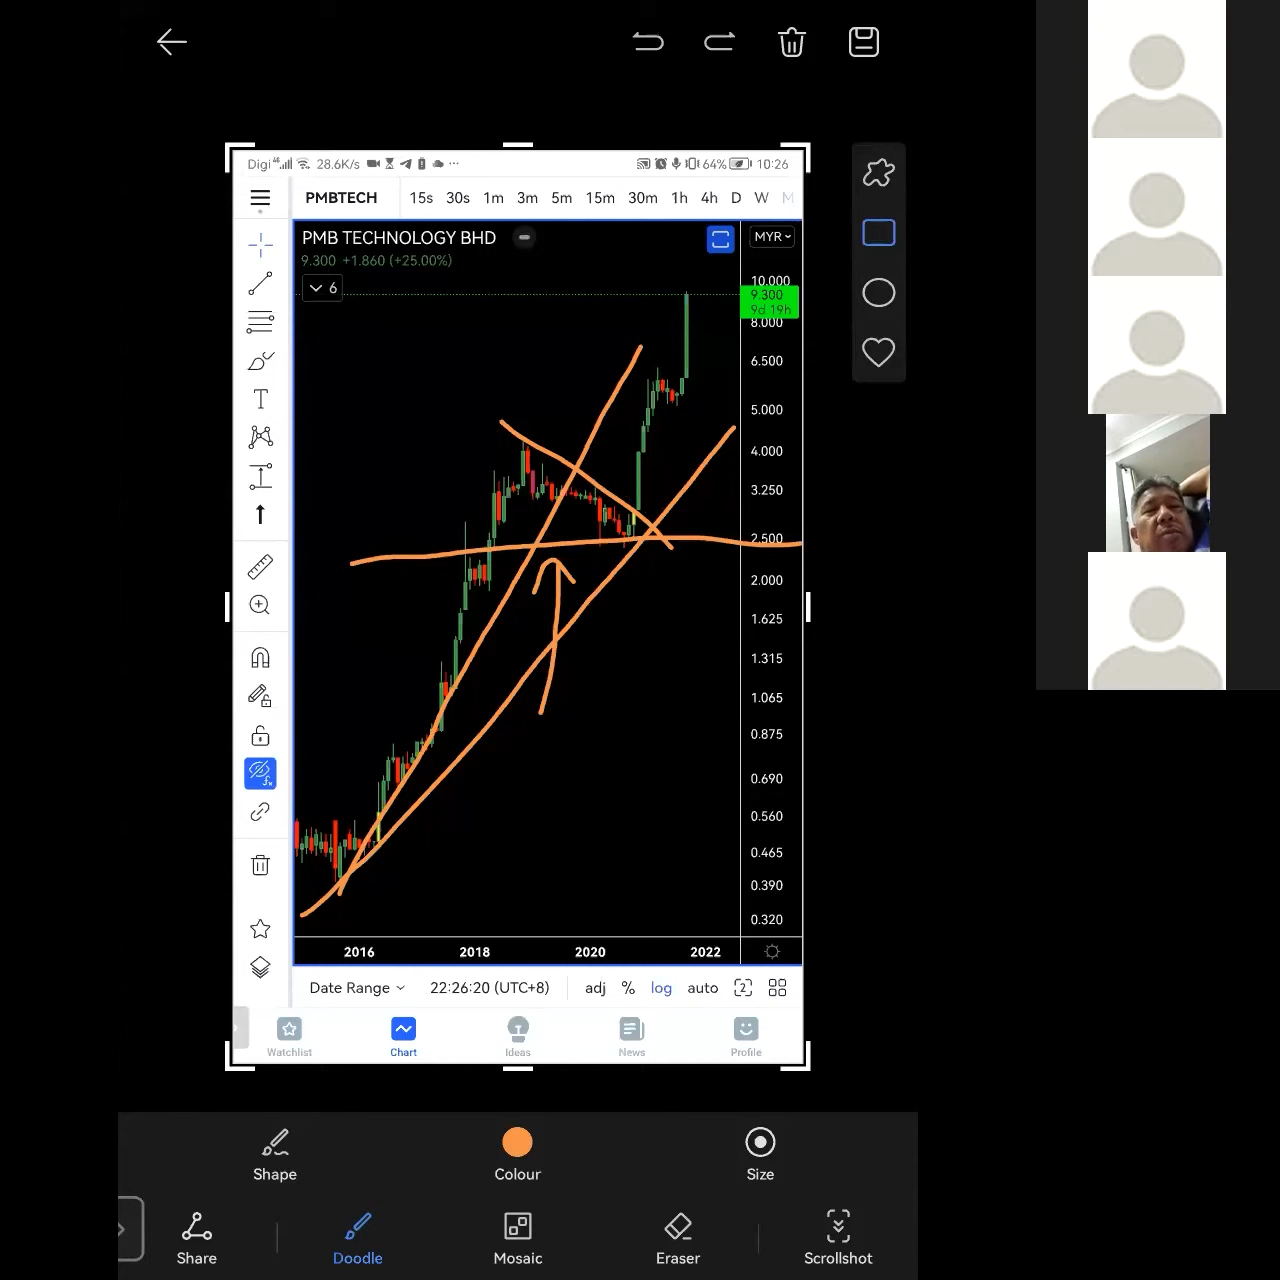 Digi 28.6K/s ··· 64% 10:26
PMBTECH 15s 30s 1m 3m 5m 15m 30m 1h 4h D W M
PMB TECHNOLOGY BHD MYR
9.300 +1.860 (+25.00%)
6
10.000
9.300
9d 19h
8.000
6.500
5.000
4.000
3.250
2.500
2.000
1.625
1.315
1.065
0.875
0.690
0.560
0.465
0.390
0.320
2016 2018 2020 2022
Date Range 22:26:20 (UTC+8) adj % log auto 2
Watchlist Chart Ideas News Profile
Shape Colour Size
Share Doodle Mosaic Eraser Scrollshot